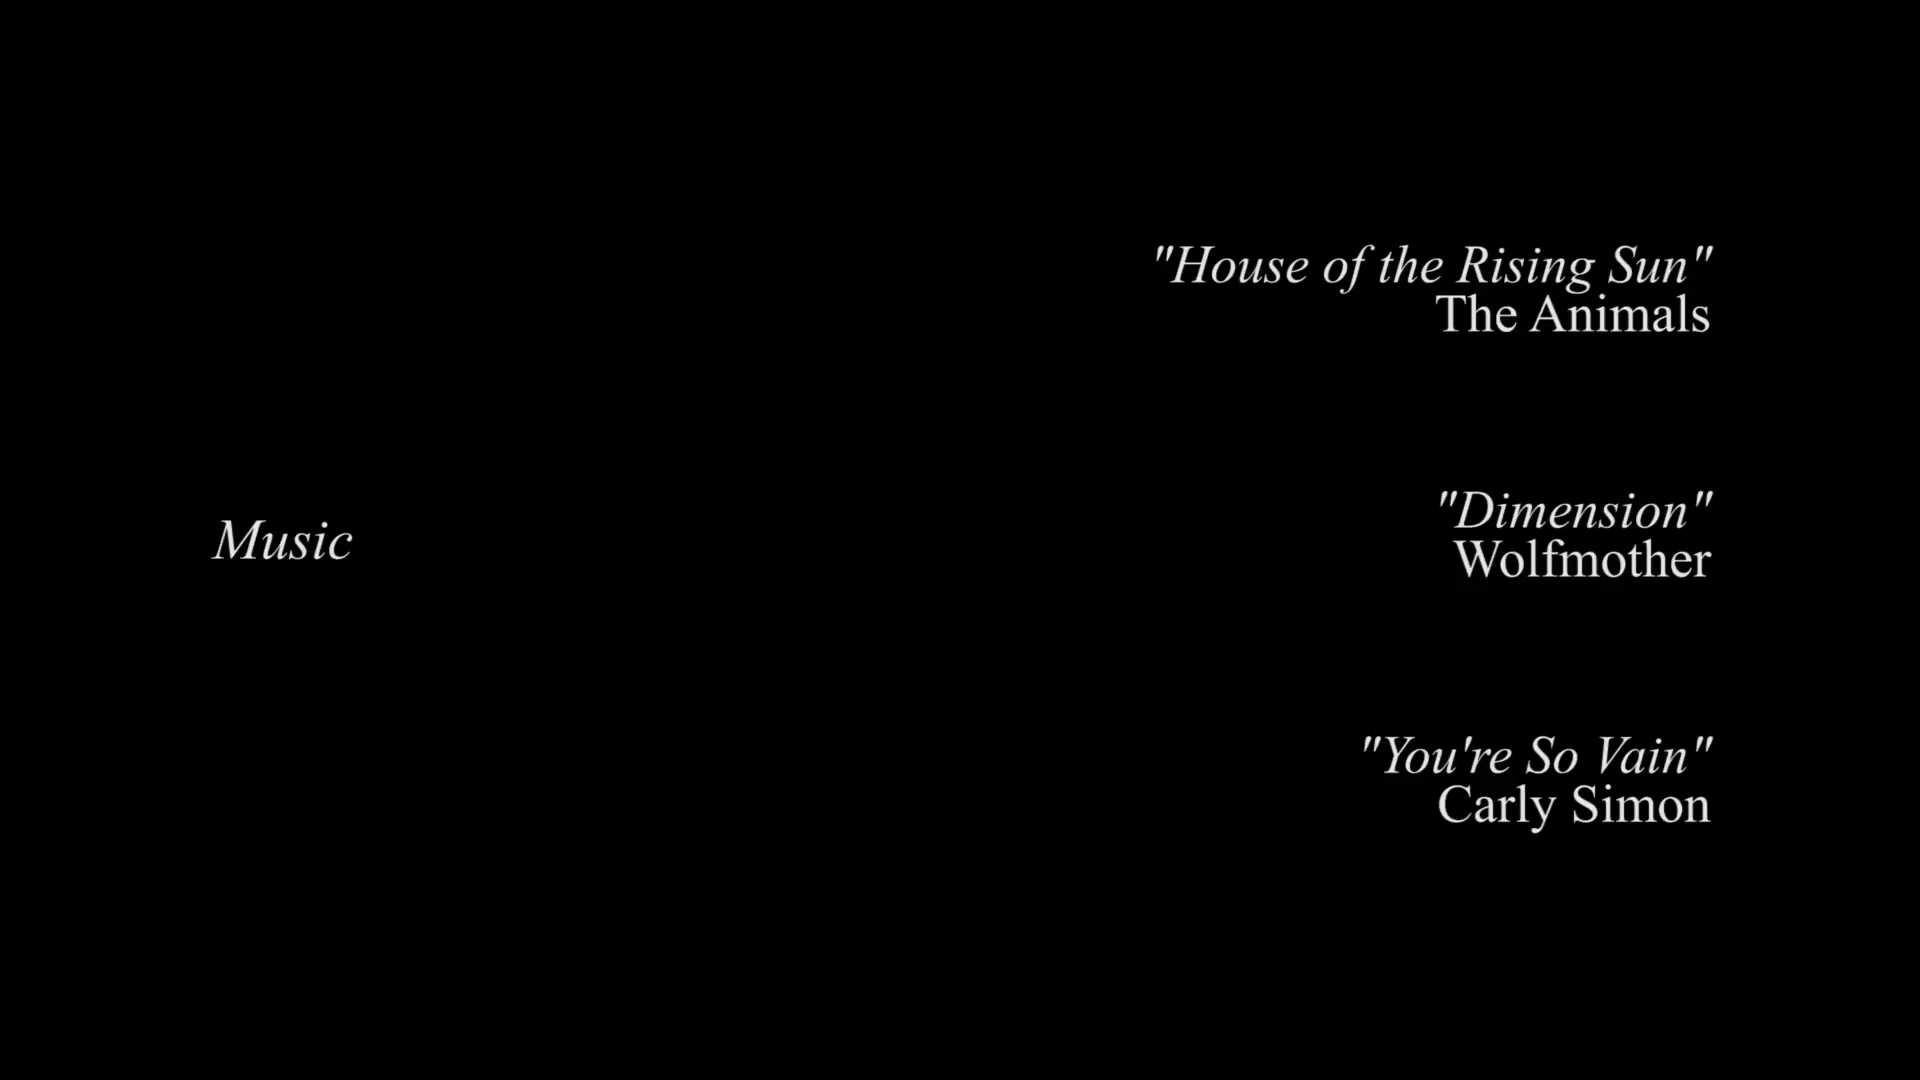 Music
"House of the Rising Sun"
The Animals
"Dimension"
Wolfmother
"You're So Vain"
Carly Simon